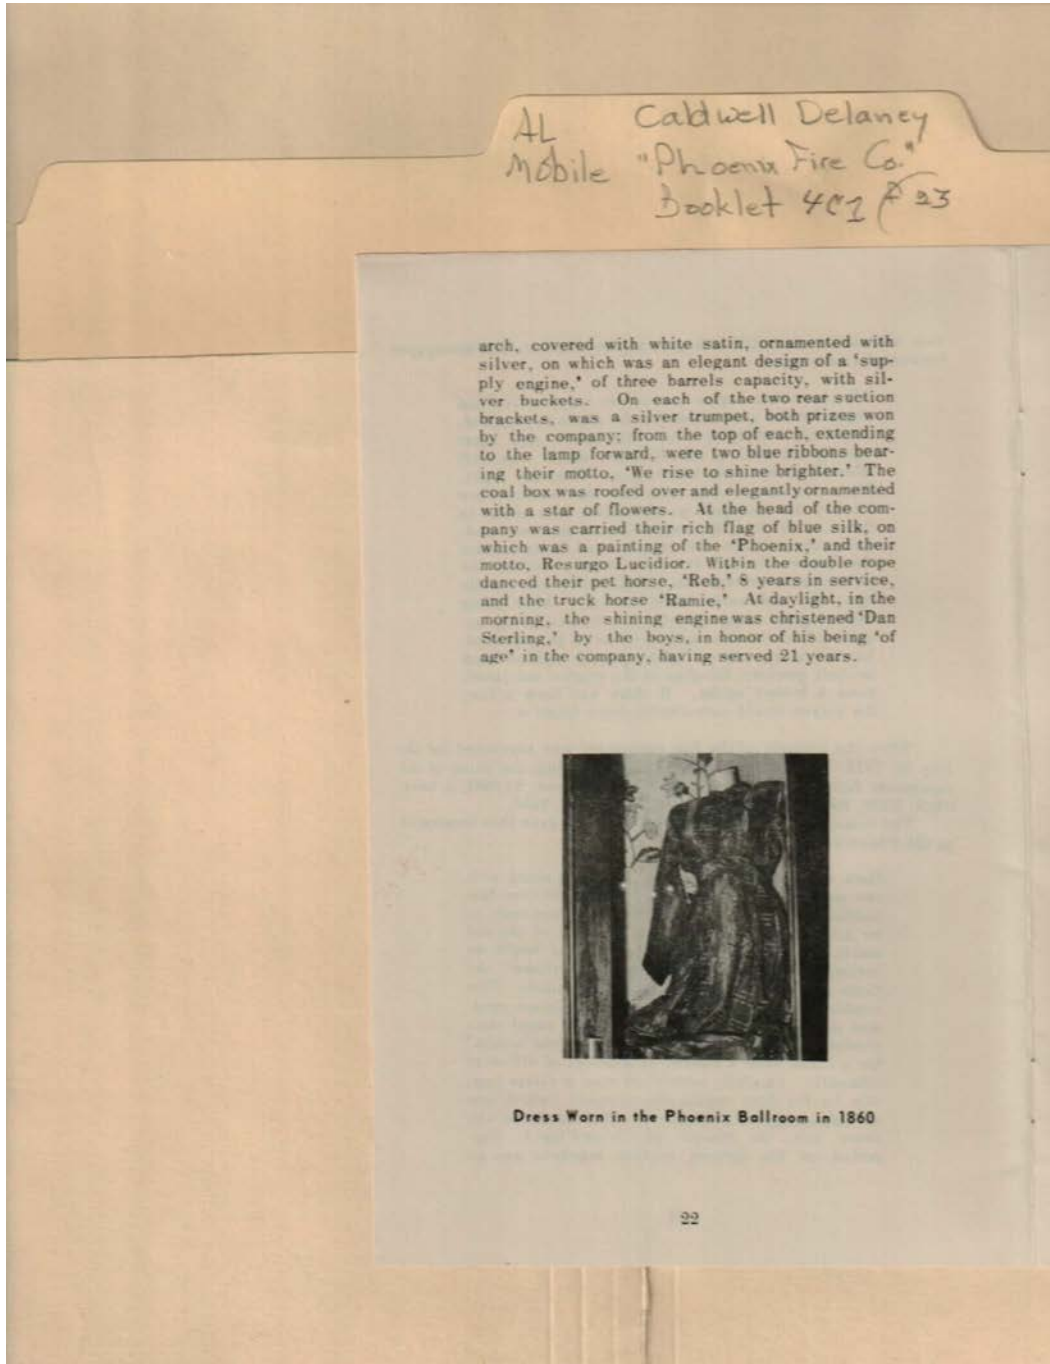 AL Caldwell Delaney
Mobile "Phoenix Fire Co."
Booklet 4C1 P 23
arch, covered with white satin, ornamented with
silver, on which was an elegant design of a ‘sup-
ply engine,’ of three barrels capacity, with sil-
ver buckets. On each of the two rear suction
brackets, was a silver trumpet, both prizes won
by the company; from the top of each, extending
to the lamp forward, were two blue ribbons bear-
ing their motto, ‘We rise to shine brighter.’ The
coal box was roofed over and elegantly ornamented
with a star of flowers. At the head of the com-
pany was carried their rich flag of blue silk, on
which was a painting of the ‘Phoenix,’ and their
motto, Resurgo Lucidior. Within the double rope
danced their pet horse, ‘Reb,’ 8 years in service,
and the truck horse ‘Ramie,’ At daylight, in the
morning, the shining engine was christened ‘Dan
Sterling,’ by the boys, in honor of his being ‘of
age’ in the company, having served 21 years.
Dress Worn in the Phoenix Ballroom in 1860
22